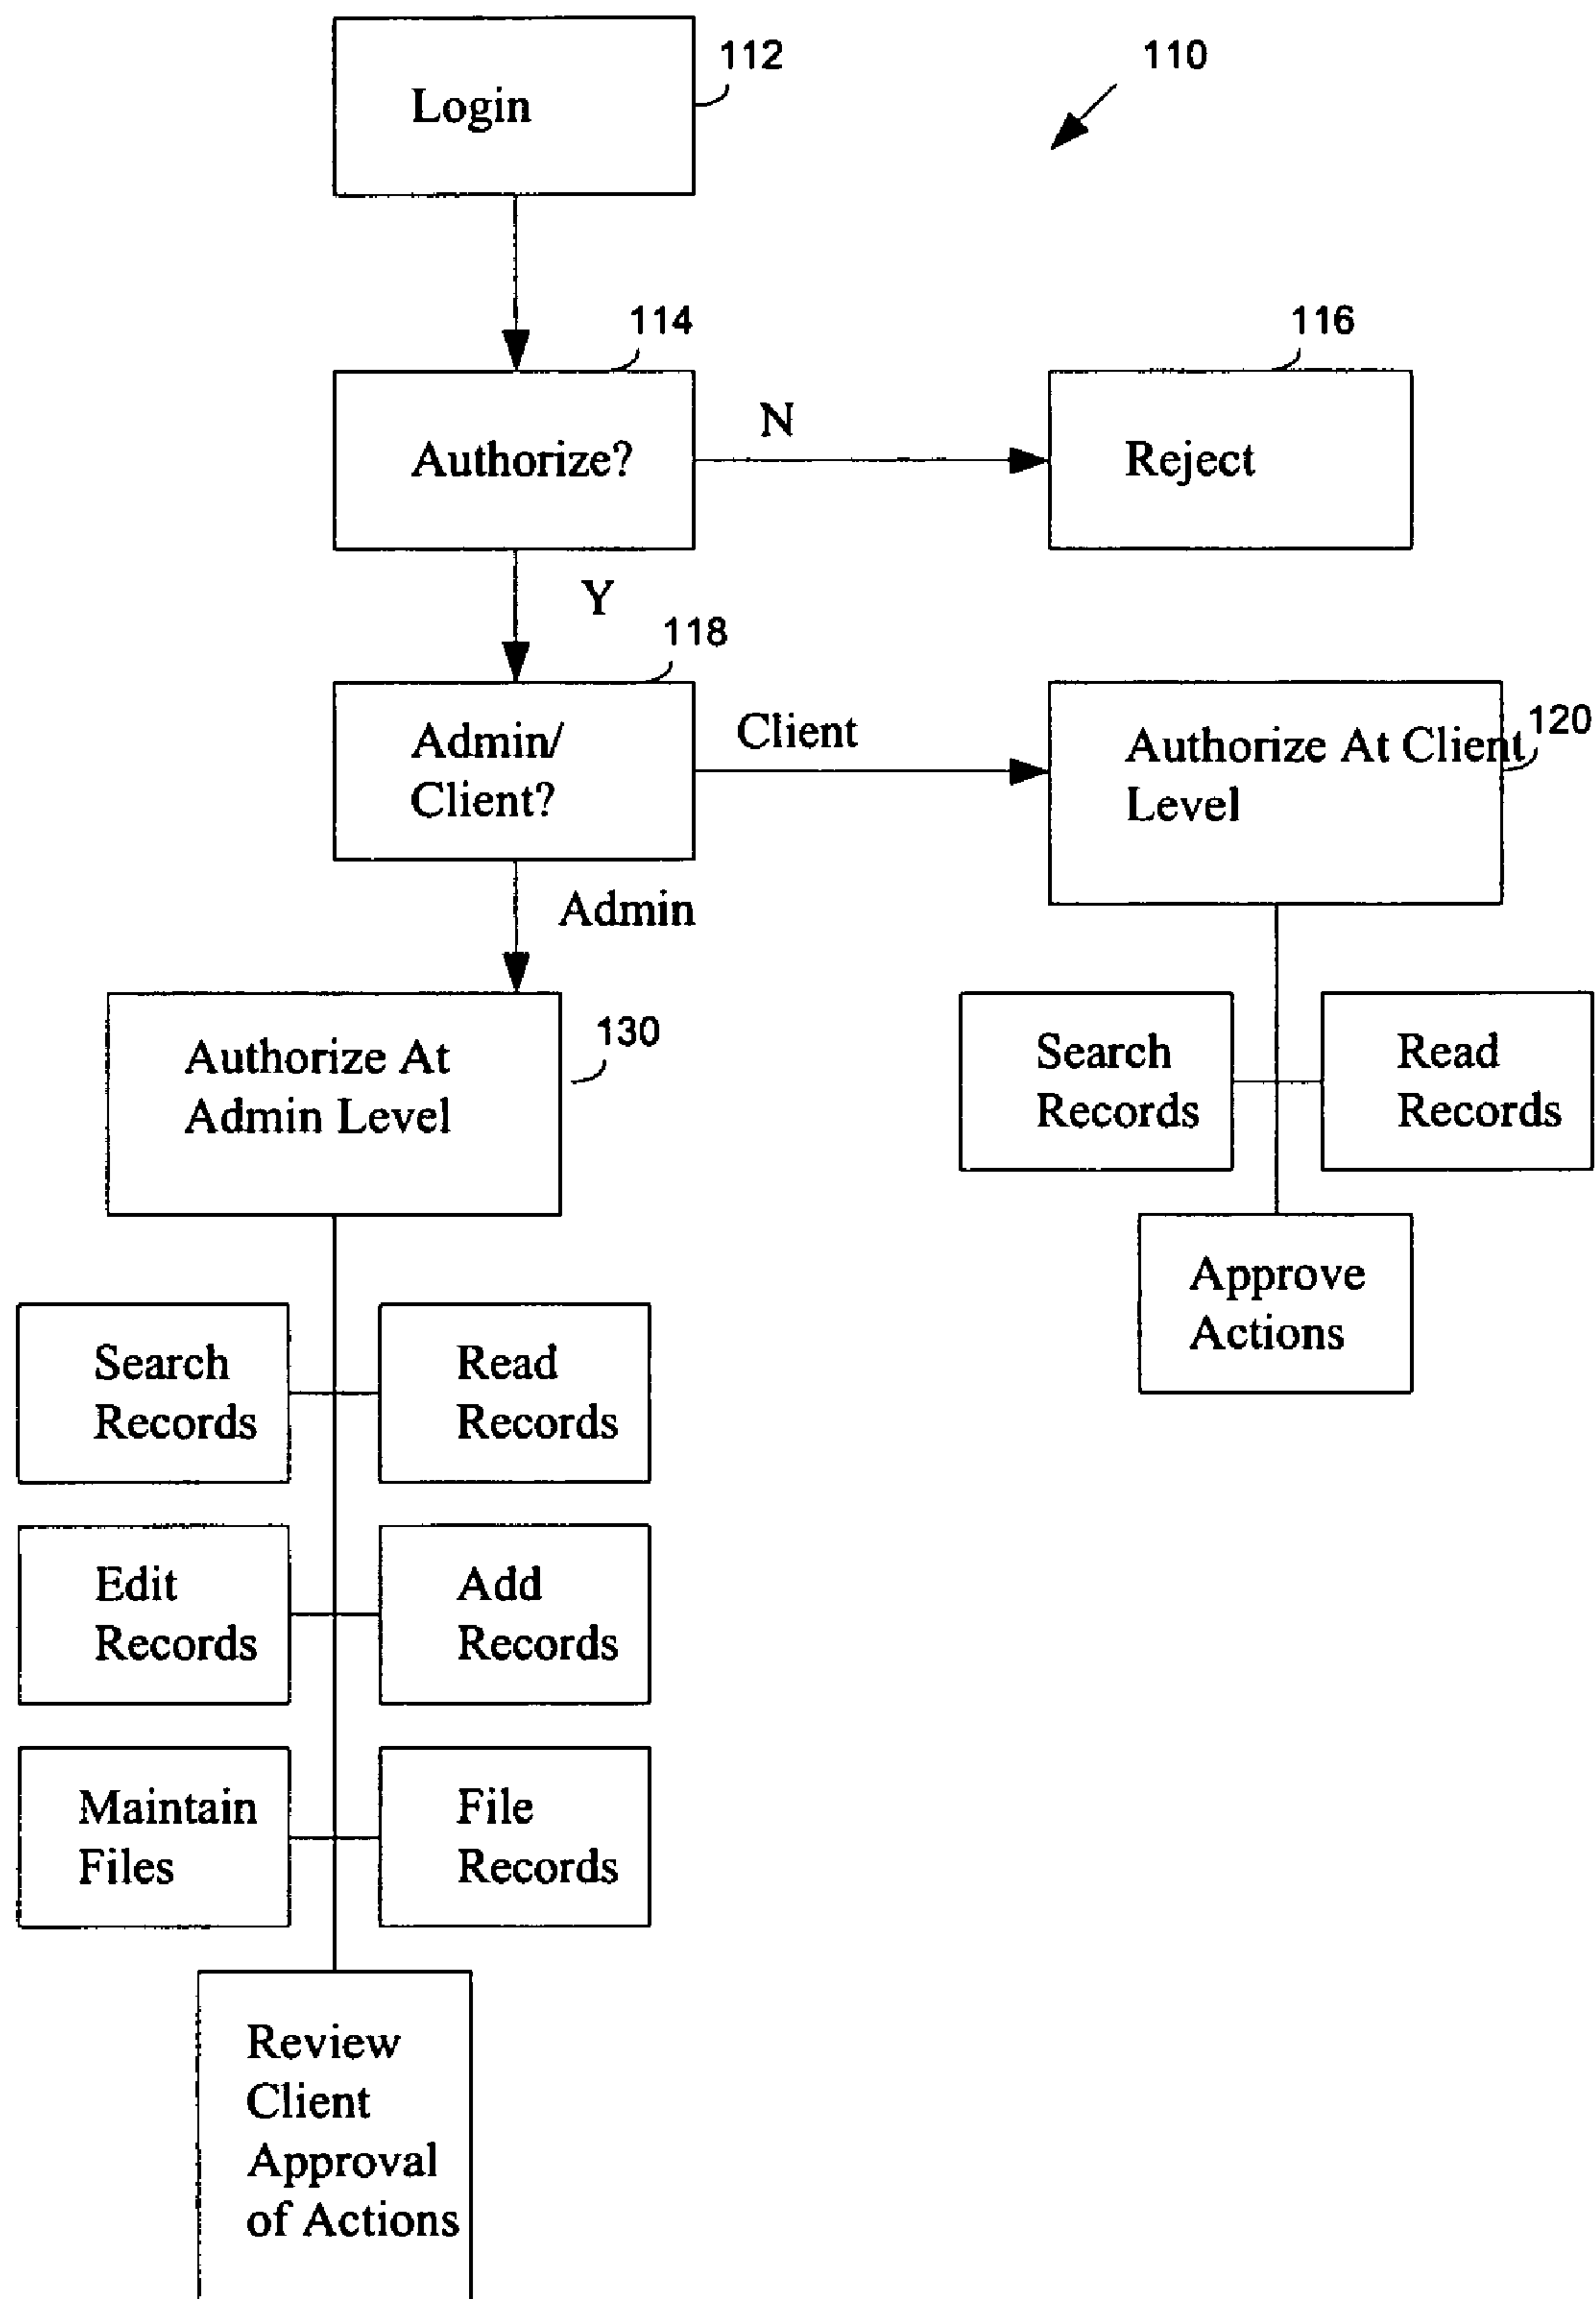 112
110
Login
114
116
N
Authorize?
Reject
Y
118
Client
120
Admin/
Client?
Authorize At Client
Level
Admin
130
Authorize At
Admin Level
Search
Records
Read
Records
Approve
Actions
Search
Records
Read
Records
Edit
Records
Add
Records
Maintain
Files
File
Records
Review
Client
Approval
of Actions